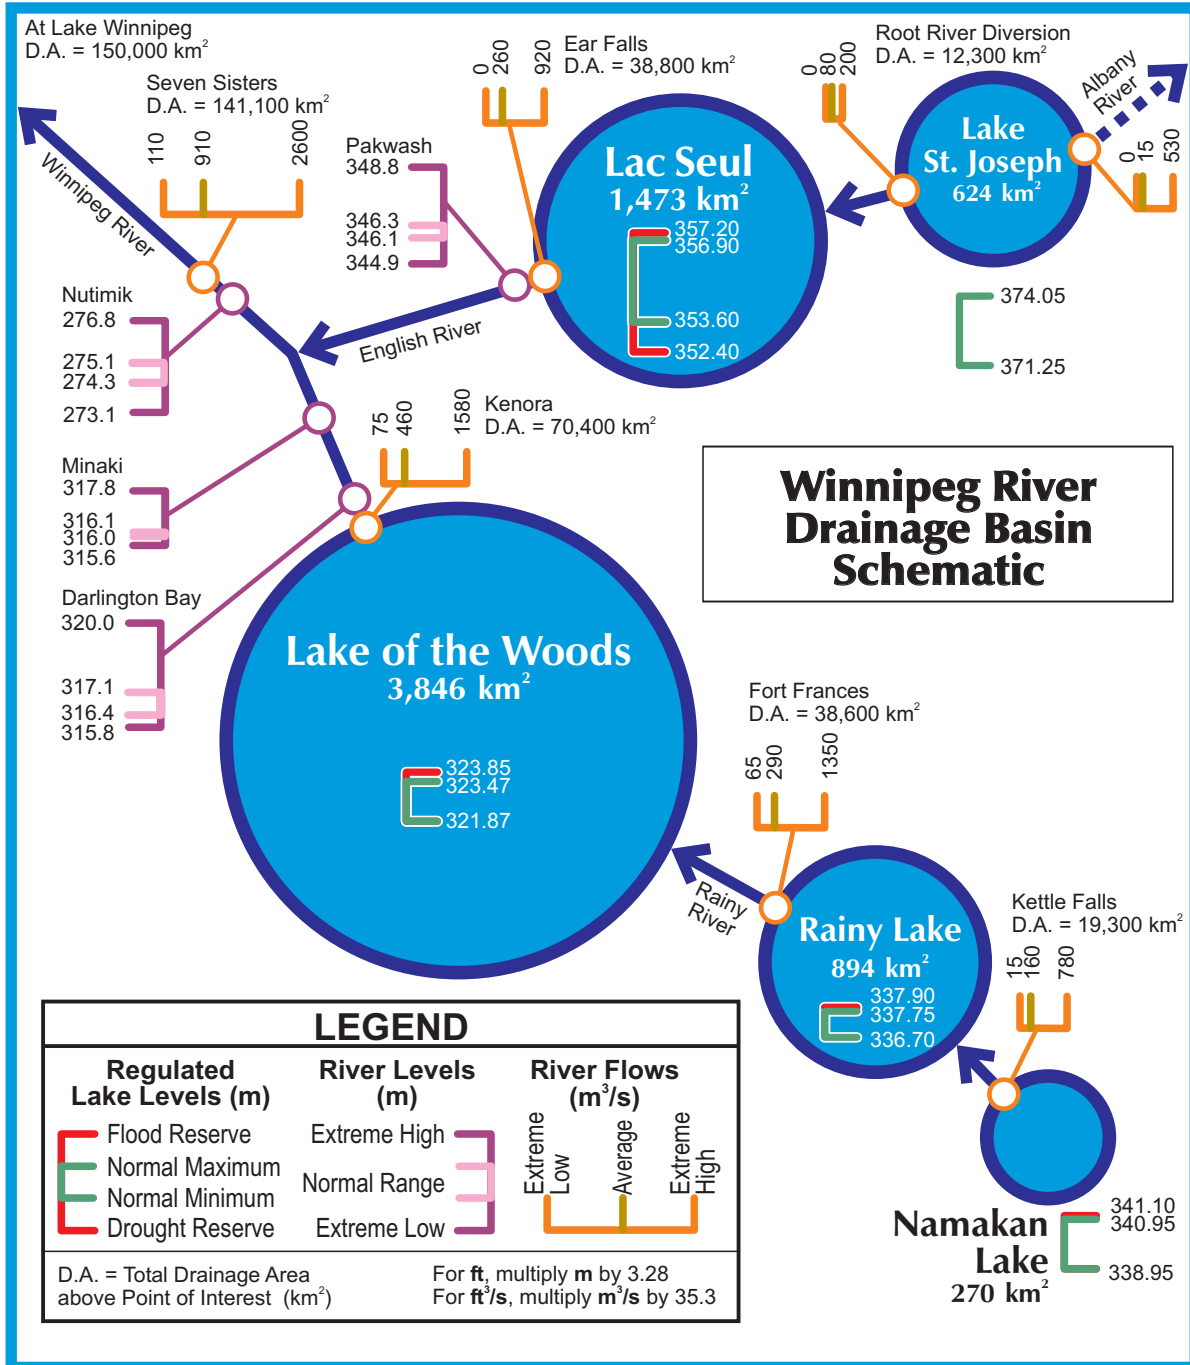 At Lake Winnipeg
D.A. = 150,000 km²
Seven Sisters
D.A. = 141,100 km²
110
910
2600
Winnipeg River
Ear Falls
D.A. = 38,800 km²
0
260
920
Root River Diversion
D.A. = 12,300 km²
0
80
200
Albany
River
0
15
530
Lake
St. Joseph
624 km²
374.05
371.25
Lac Seul
1,473 km²
357.20
356.90
353.60
352.40
Pakwash
348.8
346.3
346.1
344.9
English River
Nutimik
276.8
275.1
274.3
273.1
Minaki
317.8
316.1
316.0
315.6
Darlington Bay
320.0
317.1
316.4
315.8
Kenora
D.A. = 70,400 km²
75
460
1580
Winnipeg River
Drainage Basin
Schematic
Lake of the Woods
3,846 km²
323.85
323.47
321.87
Fort Frances
D.A. = 38,600 km²
65
290
1350
Rainy
River
Rainy Lake
894 km²
337.90
337.75
336.70
Kettle Falls
D.A. = 19,300 km²
15
160
780
Namakan
Lake
270 km²
341.10
340.95
338.95
LEGEND
Regulated
Lake Levels (m)
Flood Reserve
Normal Maximum
Normal Minimum
Drought Reserve
River Levels
(m)
Extreme High
Normal Range
Extreme Low
River Flows
(m³/s)
Extreme
Low
Average
Extreme
High
D.A. = Total Drainage Area
above Point of Interest (km²)
For ft, multiply m by 3.28
For ft³/s, multiply m³/s by 35.3